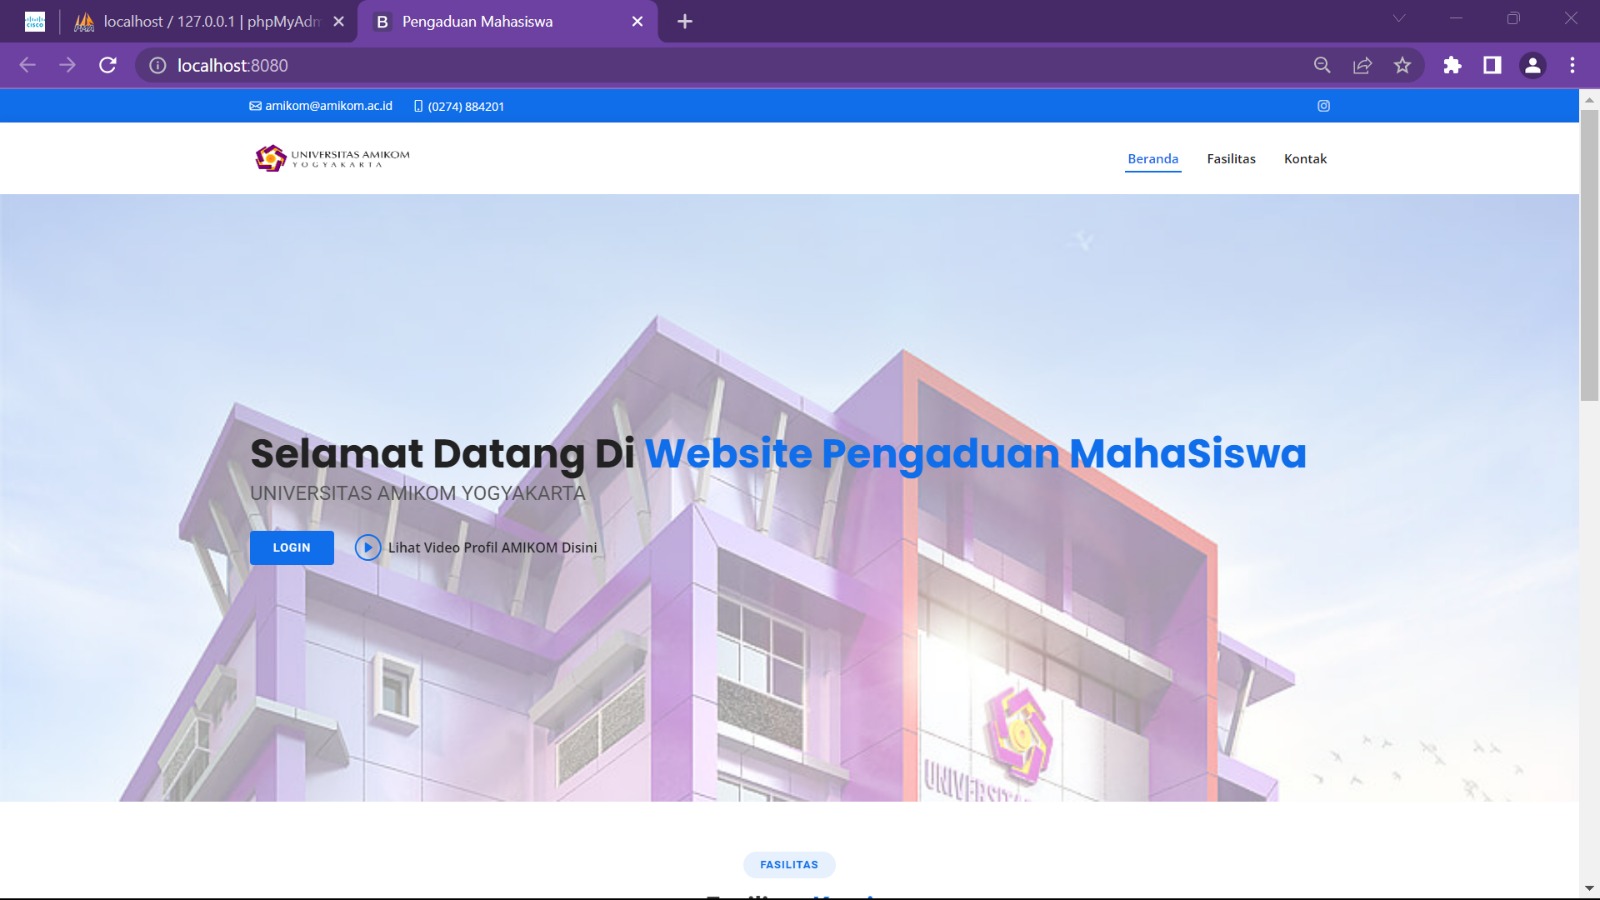 localhost / 127.0.0.1 | phpMyAdm
B Pengaduan Mahasiswa
localhost:8080
amikom@amikom.ac.id
(0274) 884201
UNIVERSITAS AMIKOM
YOGYAKARTA
Beranda
Fasilitas
Kontak
Selamat Datang Di Website Pengaduan MahaSiswa
UNIVERSITAS AMIKOM YOGYAKARTA
LOGIN
Lihat Video Profil AMIKOM Disini
FASILITAS